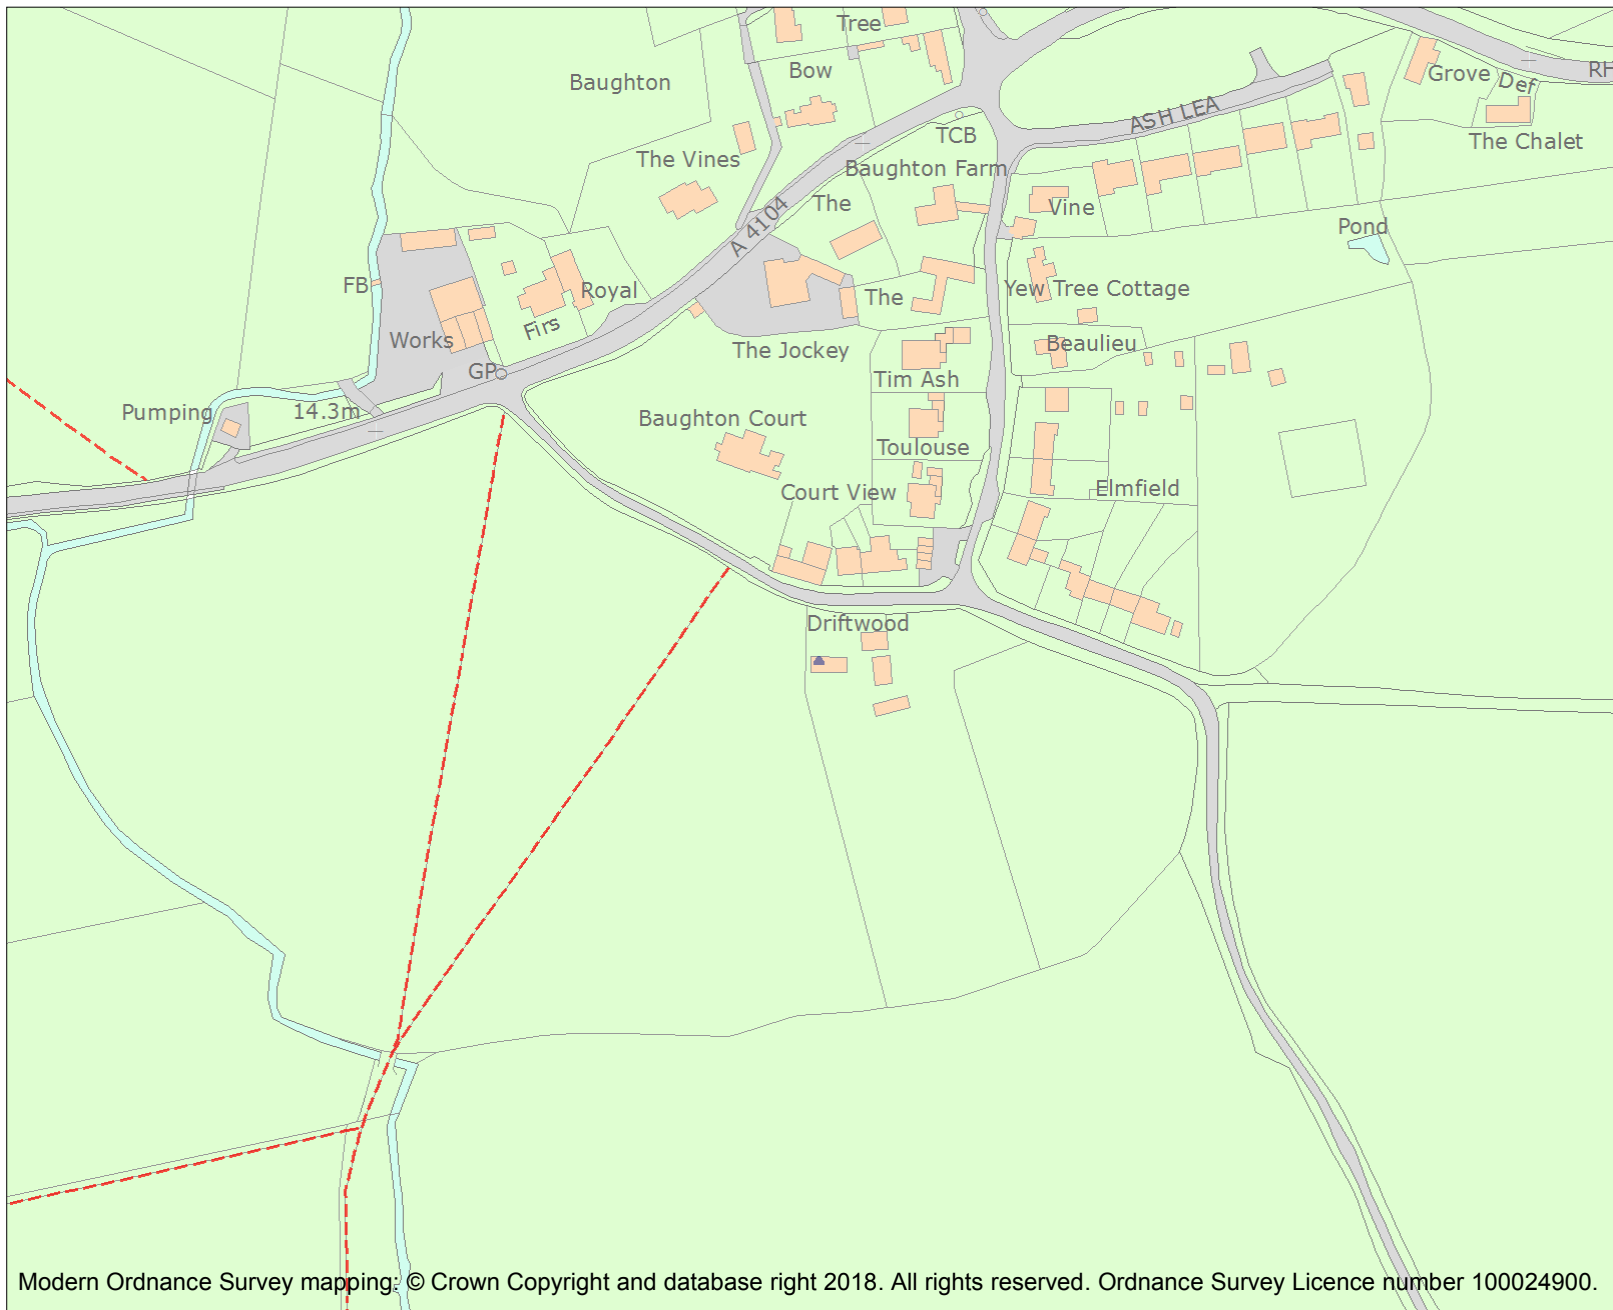 Tree
Baughton
Bow
Grove
Def
RH
ASH LEA
TCB
The Chalet
The Vines
Baughton Farm
The
Vine
A 4104
Pond
FB
Royal
The
Yew Tree Cottage
Firs
Works
The Jockey
Beaulieu
GP
Tim Ash
Pumping
14.3m
Baughton Court
Toulouse
Court View
Elmfield
Driftwood
Modern Ordnance Survey mapping: © Crown Copyright and database right 2018. All rights reserved. Ordnance Survey Licence number 100024900.